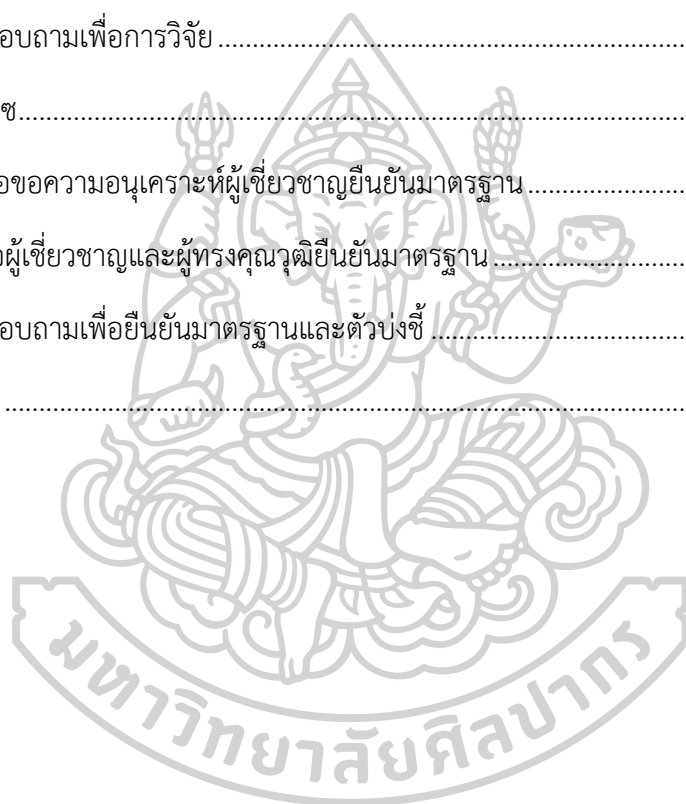 อบถามเพื่อการวิจัย
ซ
อขอความอนุเคราะห์ผู้เชี่ยวชาญยืนยันมาตรฐาน
อผู้เชี่ยวชาญและผู้ทรงคุณวุฒิยืนยันมาตรฐาน
อบถามเพื่อยืนยันมาตรฐานและตัวบ่งชี้
มหาวิทยาลัยศิลปากร